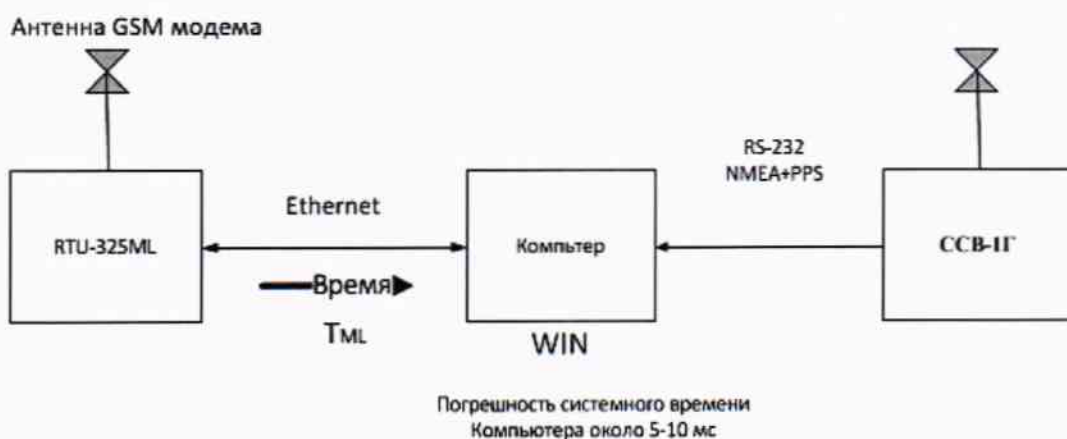 Антенна GSM модема
RS-232
NMEA+PPS
Ethernet
RTU-325ML
Компьтер
ССВ-1Г
Время
TML
WIN
Погрешность системного времени
Компьютера около 5-10 мс